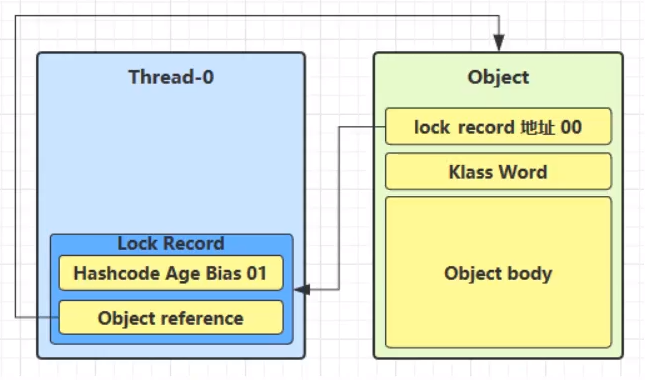 Thread-0
Lock Record
Hashcode Age Bias 01
Object reference
Object
lock record 地址 00
Klass Word
Object body